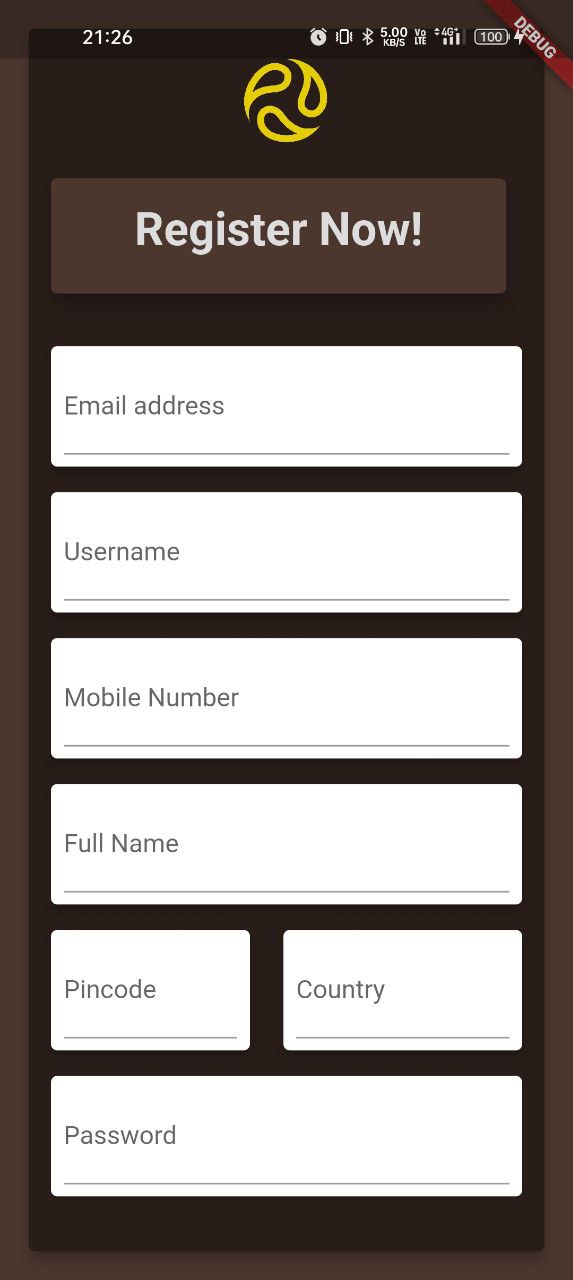 21:26
5.00
KB/S
Vo
LTE
4G+
100
DEBUG
Register Now!
Email address
Username
Mobile Number
Full Name
Pincode
Country
Password